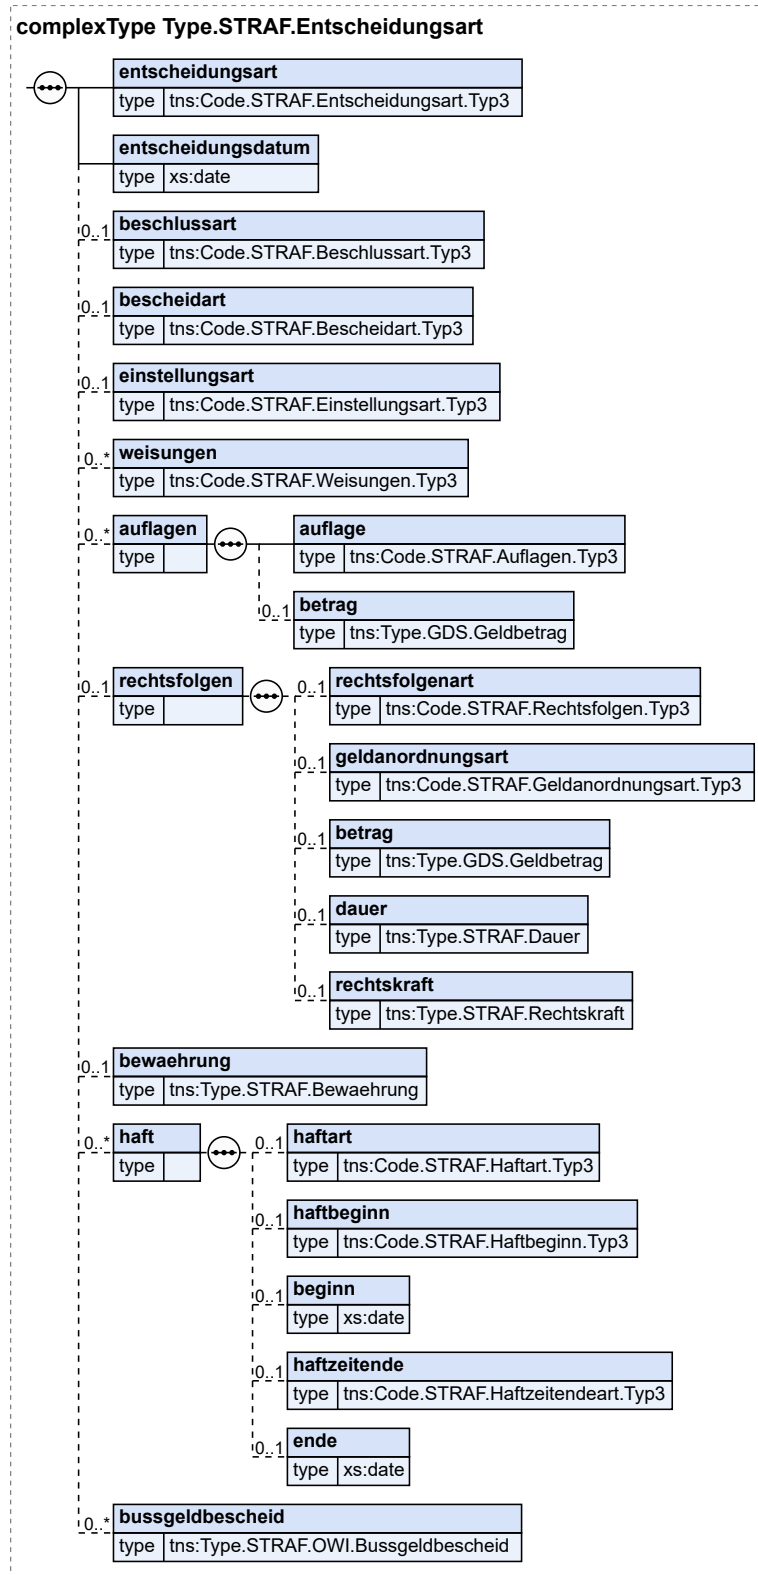 complexType Type.STRAF.Entscheidungsart
entscheidungsart
type tns:Code.STRAF.Entscheidungsart.Typ3
entscheidungsdatum
type xs:date
0..1 beschlussart
type tns:Code.STRAF.Beschlussart.Typ3
0..1 bescheidart
type tns:Code.STRAF.Bescheidart.Typ3
0..1 einstellungsart
type tns:Code.STRAF.Einstellungsart.Typ3
0..* weisungen
type tns:Code.STRAF.Weisungen.Typ3
0..* auflagen
type
auflage
type tns:Code.STRAF.Auflagen.Typ3
0..1 betrag
type tns:Type.GDS.Geldbetrag
0..1 rechtsfolgen
type
0..1 rechtsfolgenart
type tns:Code.STRAF.Rechtsfolgen.Typ3
0..1 geldanordnungsart
type tns:Code.STRAF.Geldanordnungsart.Typ3
0..1 betrag
type tns:Type.GDS.Geldbetrag
0..1 dauer
type tns:Type.STRAF.Dauer
0..1 rechtskraft
type tns:Type.STRAF.Rechtskraft
0..1 bewaehrung
type tns:Type.STRAF.Bewaehrung
0..* haft
type
0..1 haftart
type tns:Code.STRAF.Haftart.Typ3
0..1 haftbeginn
type tns:Code.STRAF.Haftbeginn.Typ3
0..1 beginn
type xs:date
0..1 haftzeitende
type tns:Code.STRAF.Haftzeitendeart.Typ3
0..1 ende
type xs:date
0..* bussgeldbescheid
type tns:Type.STRAF.OWI.Bussgeldbescheid